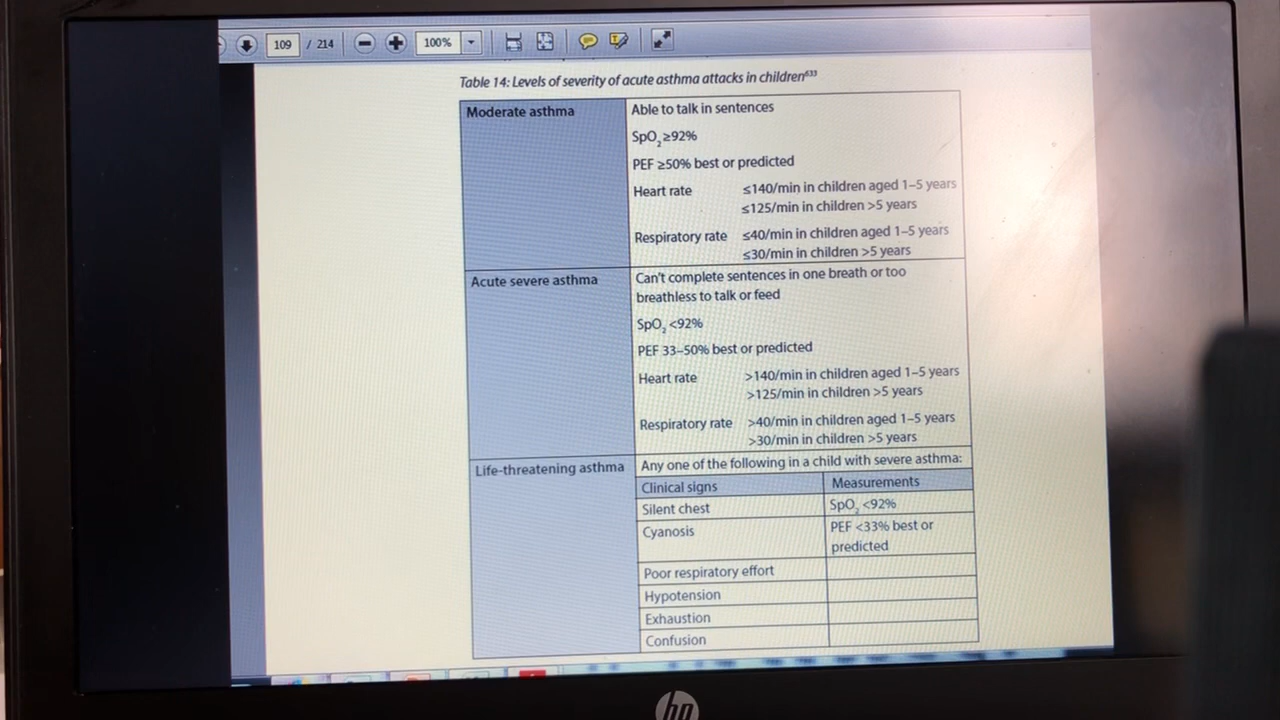 109 / 214 100%
Table 14: Levels of severity of acute asthma attacks in children633
Moderate asthma
Able to talk in sentences
SpO2 ≥92%
PEF ≥50% best or predicted
Heart rate ≤140/min in children aged 1–5 years
≤125/min in children >5 years
Respiratory rate ≤40/min in children aged 1–5 years
≤30/min in children >5 years
Acute severe asthma
Can't complete sentences in one breath or too
breathless to talk or feed
SpO2 <92%
PEF 33–50% best or predicted
Heart rate >140/min in children aged 1–5 years
>125/min in children >5 years
Respiratory rate >40/min in children aged 1–5 years
>30/min in children >5 years
Life-threatening asthma
Any one of the following in a child with severe asthma:
Clinical signs Measurements
Silent chest SpO2 <92%
Cyanosis PEF <33% best or
predicted
Poor respiratory effort
Hypotension
Exhaustion
Confusion
hp